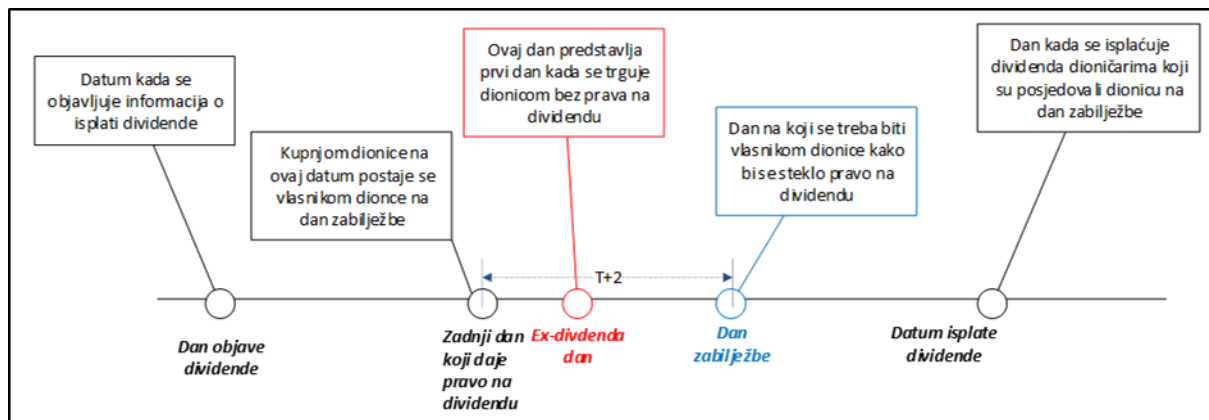 Datum kada se
objavljuje informacija o
isplati dividende
Kupnjom dionice na
ovaj datum postaje se
vlasnikom dionce na
dan zabilježbe
Ovaj dan predstavlja
prvi dan kada se trguje
dionicom bez prava na
dividendu
Dan na koji se treba biti
vlasnikom dionice kako
bi se steklo pravo na
dividendu
Dan kada se isplaćuje
dividenda dioničarima koji
su posjedovali dionicu na
dan zabilježbe
T+2
Dan objave
dividende
Zadnji dan
koji daje
pravo na
dividendu
Ex-divdenda
dan
Dan
zabilježbe
Datum isplate
dividende